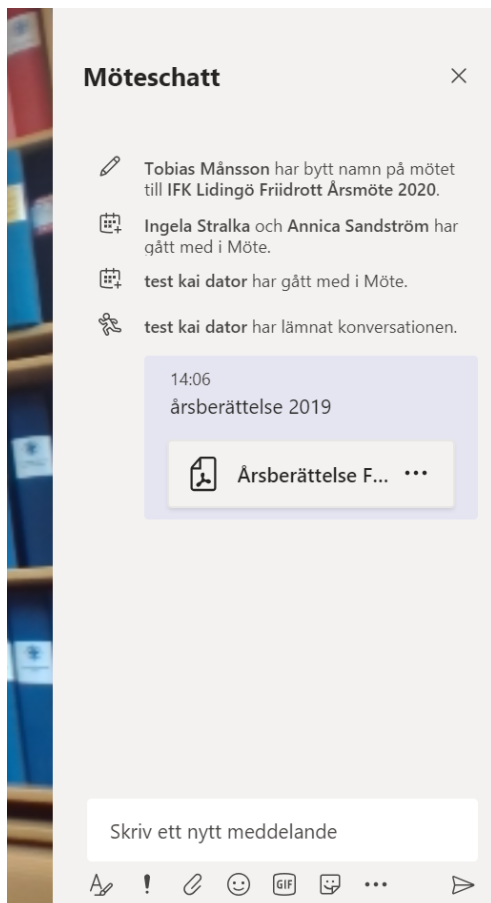 Möteschatt
Tobias Månsson har bytt namn på mötet
till IFK Lidingö Friidrott Årsmöte 2020.
Ingela Stralka och Annica Sandström har
gått med i Möte.
test kai dator har gått med i Möte.
test kai dator har lämnat konversationen.
14:06
årsberättelse 2019
Årsberättelse F...
Skriv ett nytt meddelande
GIF